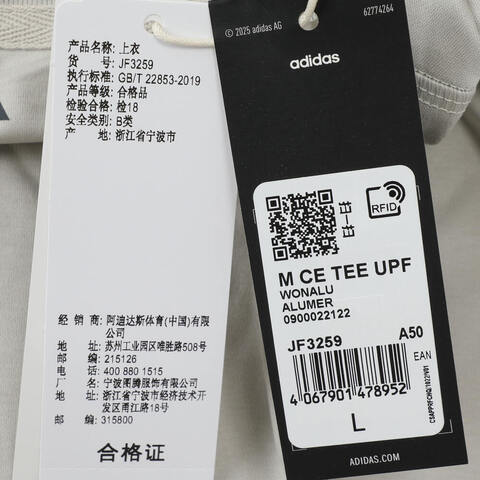 产品名称: 上衣
货 号: JF3259
执行标准: GB/T 22853-2019
产品等级: 合格品
检验合格: 检18
安全类别: B类
产 地: 浙江省宁波市
经 销 商: 阿迪达斯体育(中国)有限
公司
地 址: 苏州工业园区唯胜路508号
邮 编: 215126
电 话: 400 880 1515
厂 名: 宁波图腾服饰有限公司
地 址: 浙江省宁波市经济技术开
发区甬江路18号
邮 编: 315800
合格证
© 2025 adidas AG
62774264
adidas
RFID
M CE TEE UPF
WONALU
ALUMER
0900022122
JF3259 A50
EAN
4 067901 478952
L
ADIDAS.COM